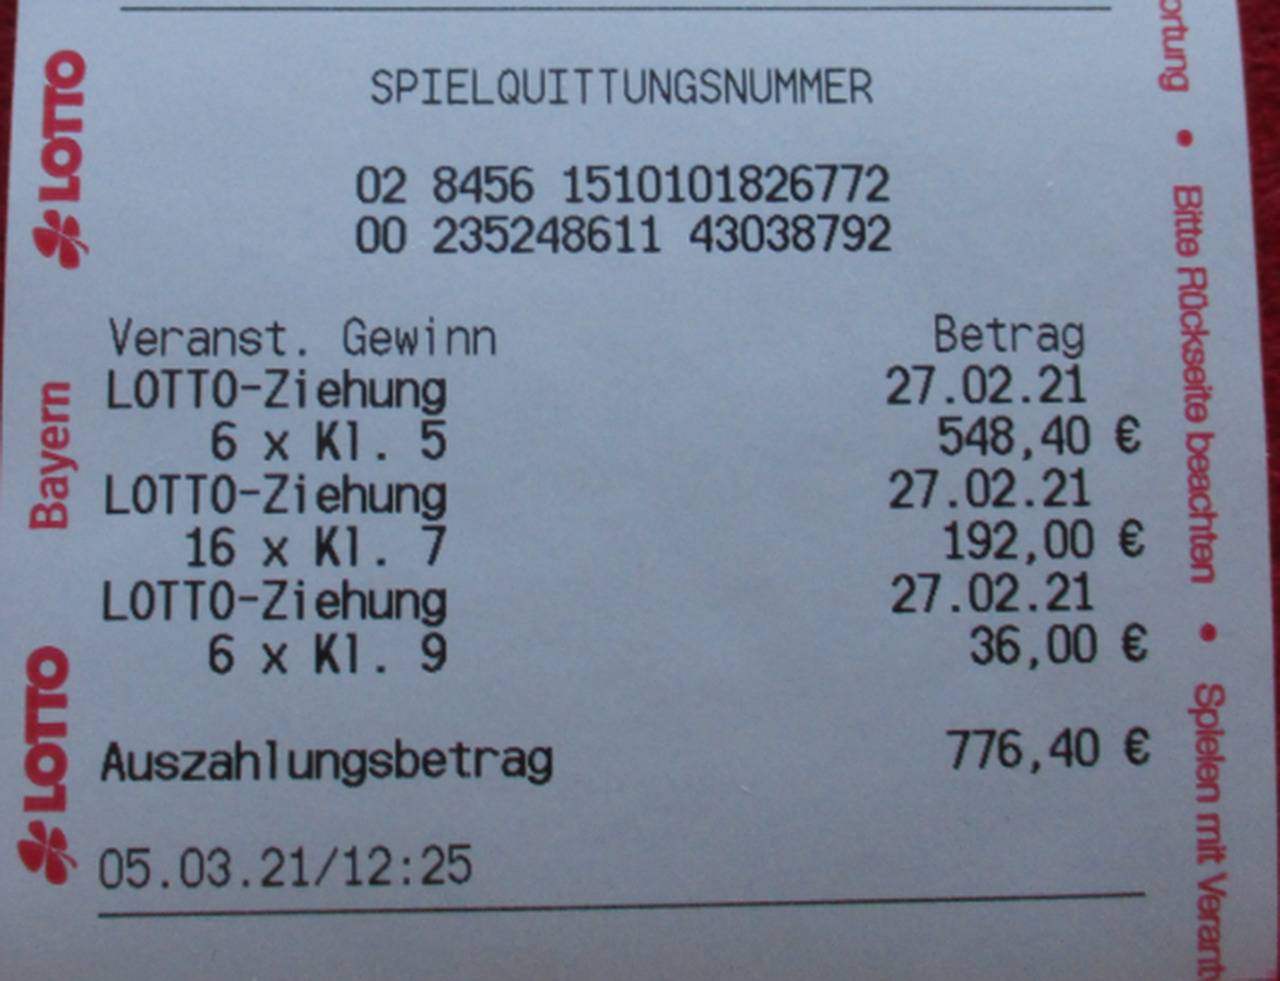 SPIELQUITTUNGSNUMMER
02 8456 1510101826772
00 235248611 43038792
Veranst. Gewinn Betrag
LOTTO-Ziehung 27.02.21
6 x Kl. 5 548,40 €
LOTTO-Ziehung 27.02.21
16 x Kl. 7 192,00 €
LOTTO-Ziehung 27.02.21
6 x Kl. 9 36,00 €
Auszahlungsbetrag 776,40 €
05.03.21/12:25
LOTTO Bayern LOTTO
ortung • Bitte Rückseite beachten • Spielen mit Verant